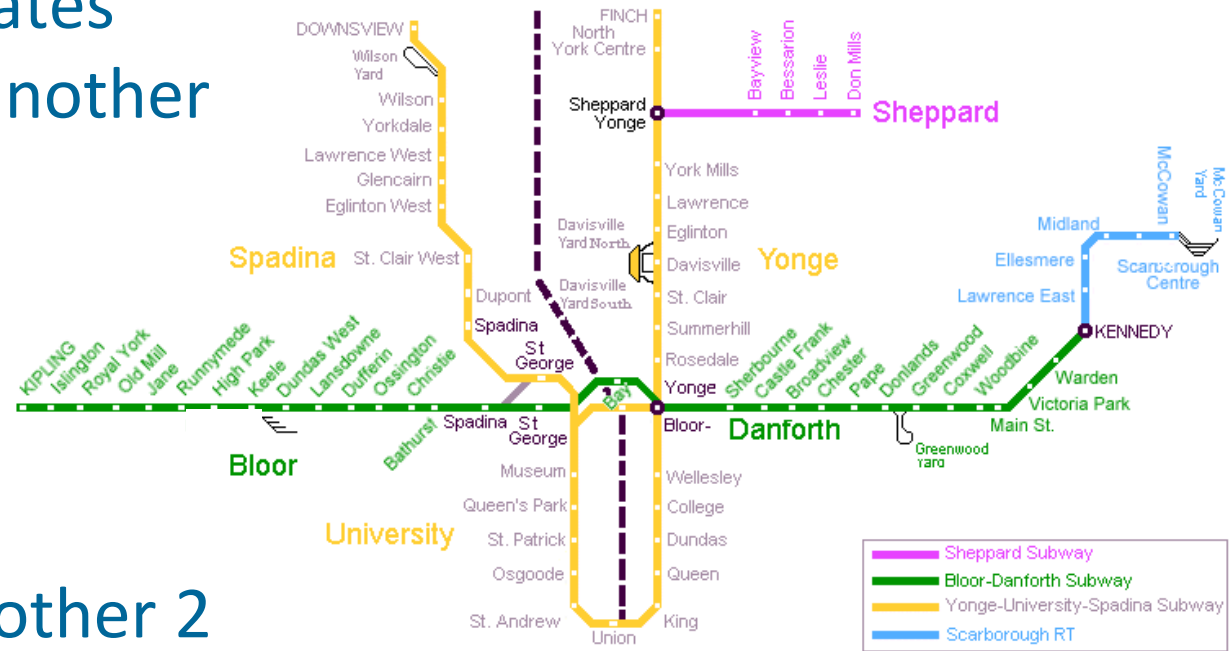 ates
nother
other 2
DOWNSVIEW
Wilson
Yard
Wilson
Yorkdale
Lawrence West
Glencairn
Eglinton West
Spadina
St. Clair West
Dupont
Spadina
St
George
FINCH
North
York Centre
Sheppard
Yonge
Bayview
Bessarion
Leslie
Don Mills
Sheppard
York Mills
Lawrence
Davisville
Yard North
Eglinton
Davisville
Yonge
Davisville
Yard South
St. Clair
Summerhill
Rosedale
Yonge
Bloor-
McCowan
McCowan
Yard
Midland
Ellesmere
Scarborough
Centre
Lawrence East
KENNEDY
Warden
Victoria Park
Main St.
KIPLING
Islington
Royal York
Old Mill
Jane
Runnymede
High Park
Keele
Dundas West
Lansdowne
Dufferin
Ossington
Christie
Bathurst
Spadina
St
George
Bay
Sherbourne
Castle Frank
Broadview
Chester
Pape
Donlands
Greenwood
Coxwell
Woodbine
Bloor
Danforth
Greenwood
Yard
Museum
Queen's Park
University
St. Patrick
Osgoode
St. Andrew
Union
Wellesley
College
Dundas
Queen
King
Sheppard Subway
Bloor-Danforth Subway
Yonge-University-Spadina Subway
Scarborough RT